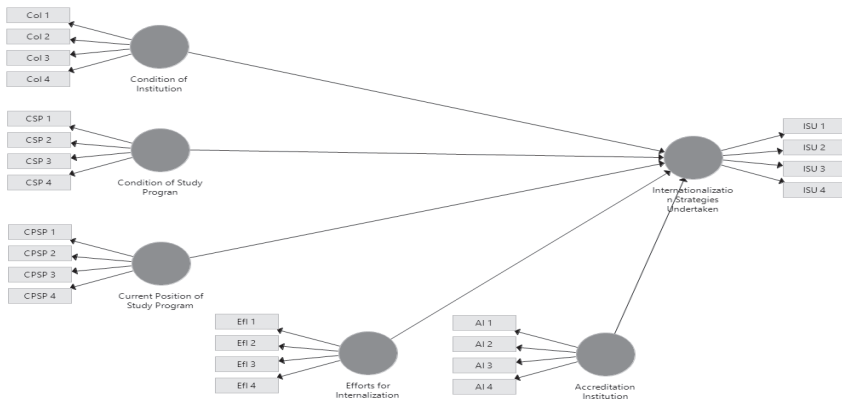 CoI 1
CoI 2
CoI 3
CoI 4
Condition of
Institution
CSP 1
CSP 2
CSP 3
CSP 4
Condition of Study
Progran
CPSP 1
CPSP 2
CPSP 3
CPSP 4
Current Position of
Study Program
EfI 1
EfI 2
EfI 3
EfI 4
Efforts for
Internalization
AI 1
AI 2
AI 3
AI 4
Accreditation
Institution
Internationalizatio
n Strategies
Undertaken
ISU 1
ISU 2
ISU 3
ISU 4